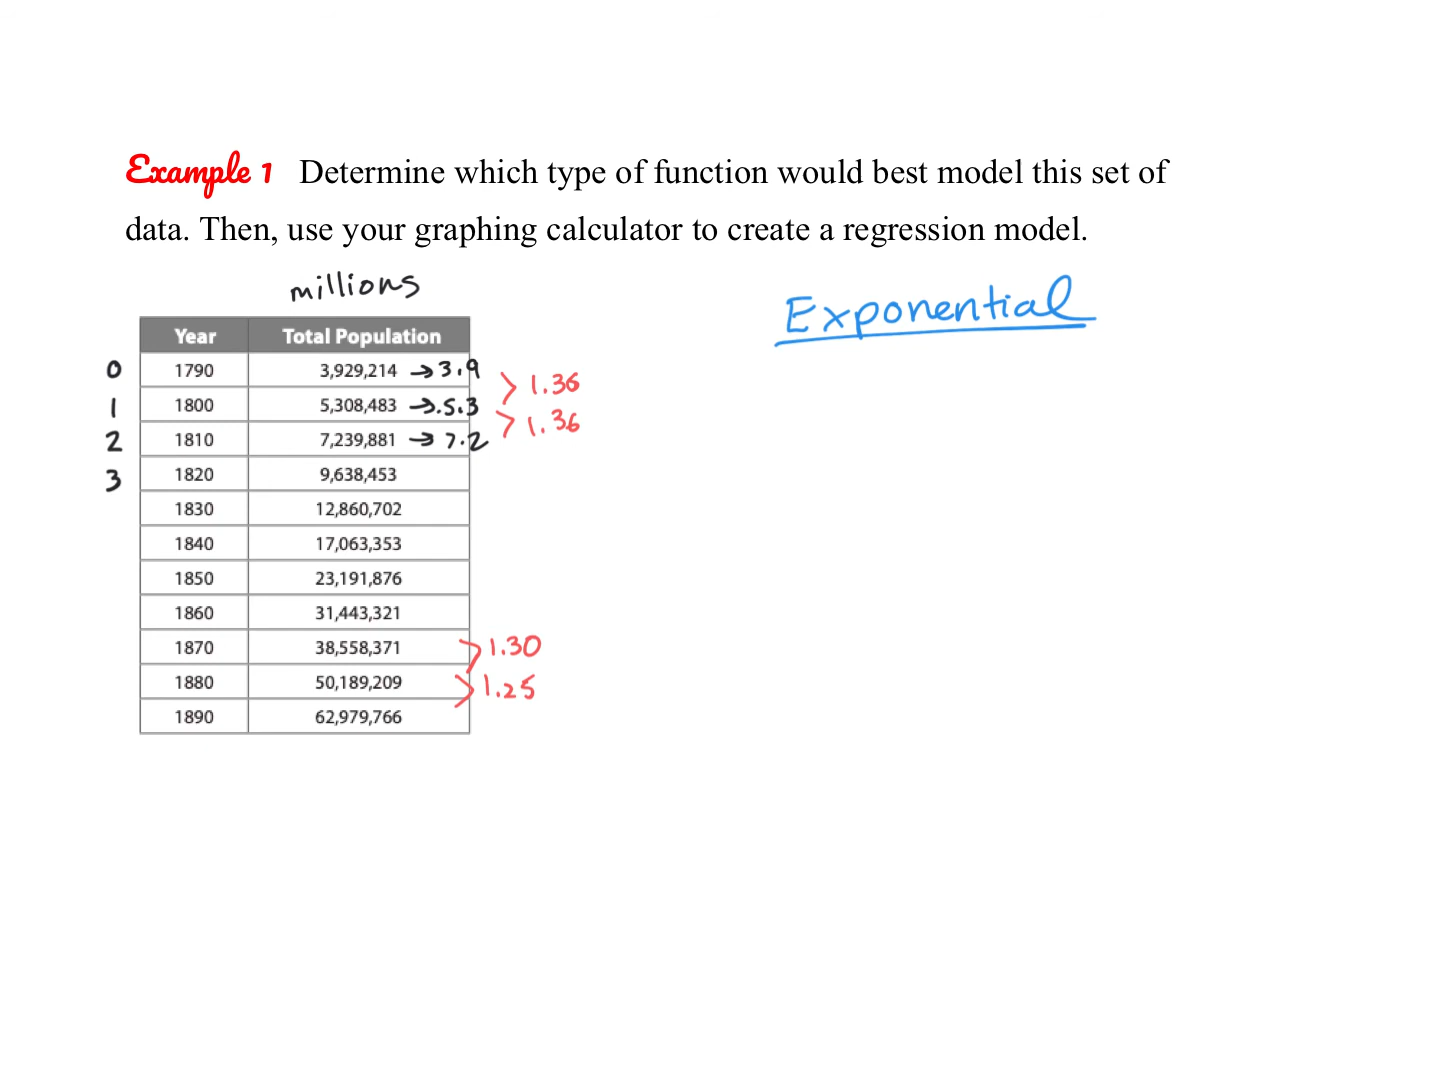 Example 1 Determine which type of function would best model this set of
data. Then, use your graphing calculator to create a regression model.
millions
Exponential
Year Total Population
0 1790 3,929,214 →3.9
1.36
1 1800 5,308,483 →.5.3
1.36
2 1810 7,239,881 → 7.2
3 1820 9,638,453
1830 12,860,702
1840 17,063,353
1850 23,191,876
1860 31,443,321
1870 38,558,371
1.30
1880 50,189,209
1.25
1890 62,979,766